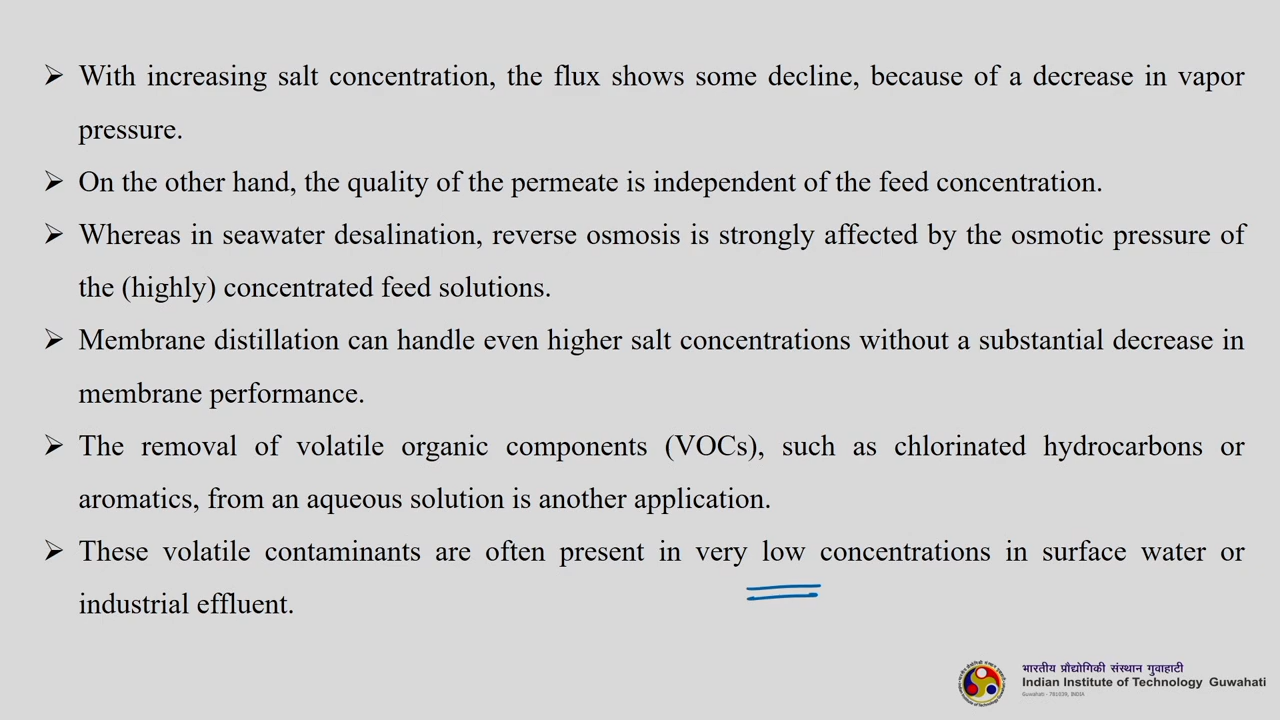 ➢ With increasing salt concentration, the flux shows some decline, because of a decrease in vapor
pressure.
➢ On the other hand, the quality of the permeate is independent of the feed concentration.
➢ Whereas in seawater desalination, reverse osmosis is strongly affected by the osmotic pressure of
the (highly) concentrated feed solutions.
➢ Membrane distillation can handle even higher salt concentrations without a substantial decrease in
membrane performance.
➢ The removal of volatile organic components (VOCs), such as chlorinated hydrocarbons or
aromatics, from an aqueous solution is another application.
➢ These volatile contaminants are often present in very low concentrations in surface water or
industrial effluent.
भारतीय प्रौद्योगिकी संस्थान गुवाहाटी
Indian Institute of Technology Guwahati
Guwahati - 781039, INDIA